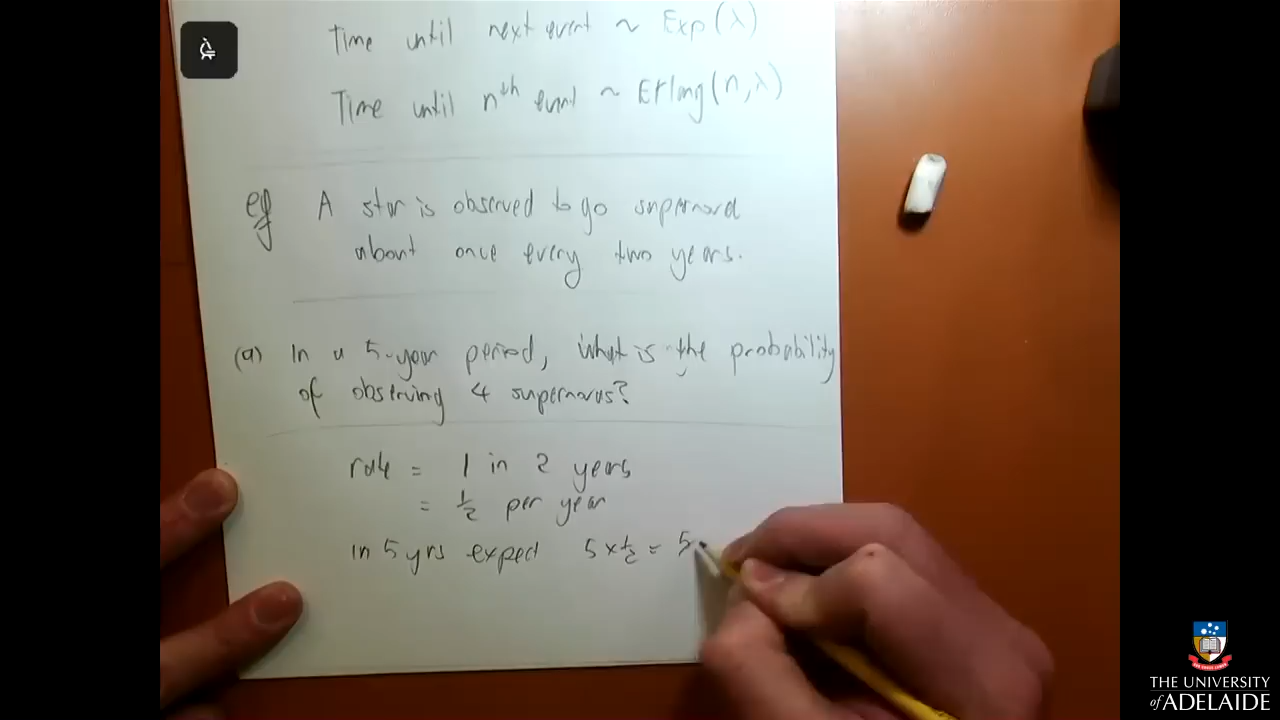 Time until next event ~ Exp(λ)
Time until nth event ~ Erlang(n,λ)
eg A star is observed to go supernova
about once every two years.
(a) In a 5-year period, what is the probability
of observing 4 supernovas?
rate = 1 in 2 years
= 1/2 per year
in 5 yrs expect 5 x 1/2 = 5
THE UNIVERSITY
of ADELAIDE